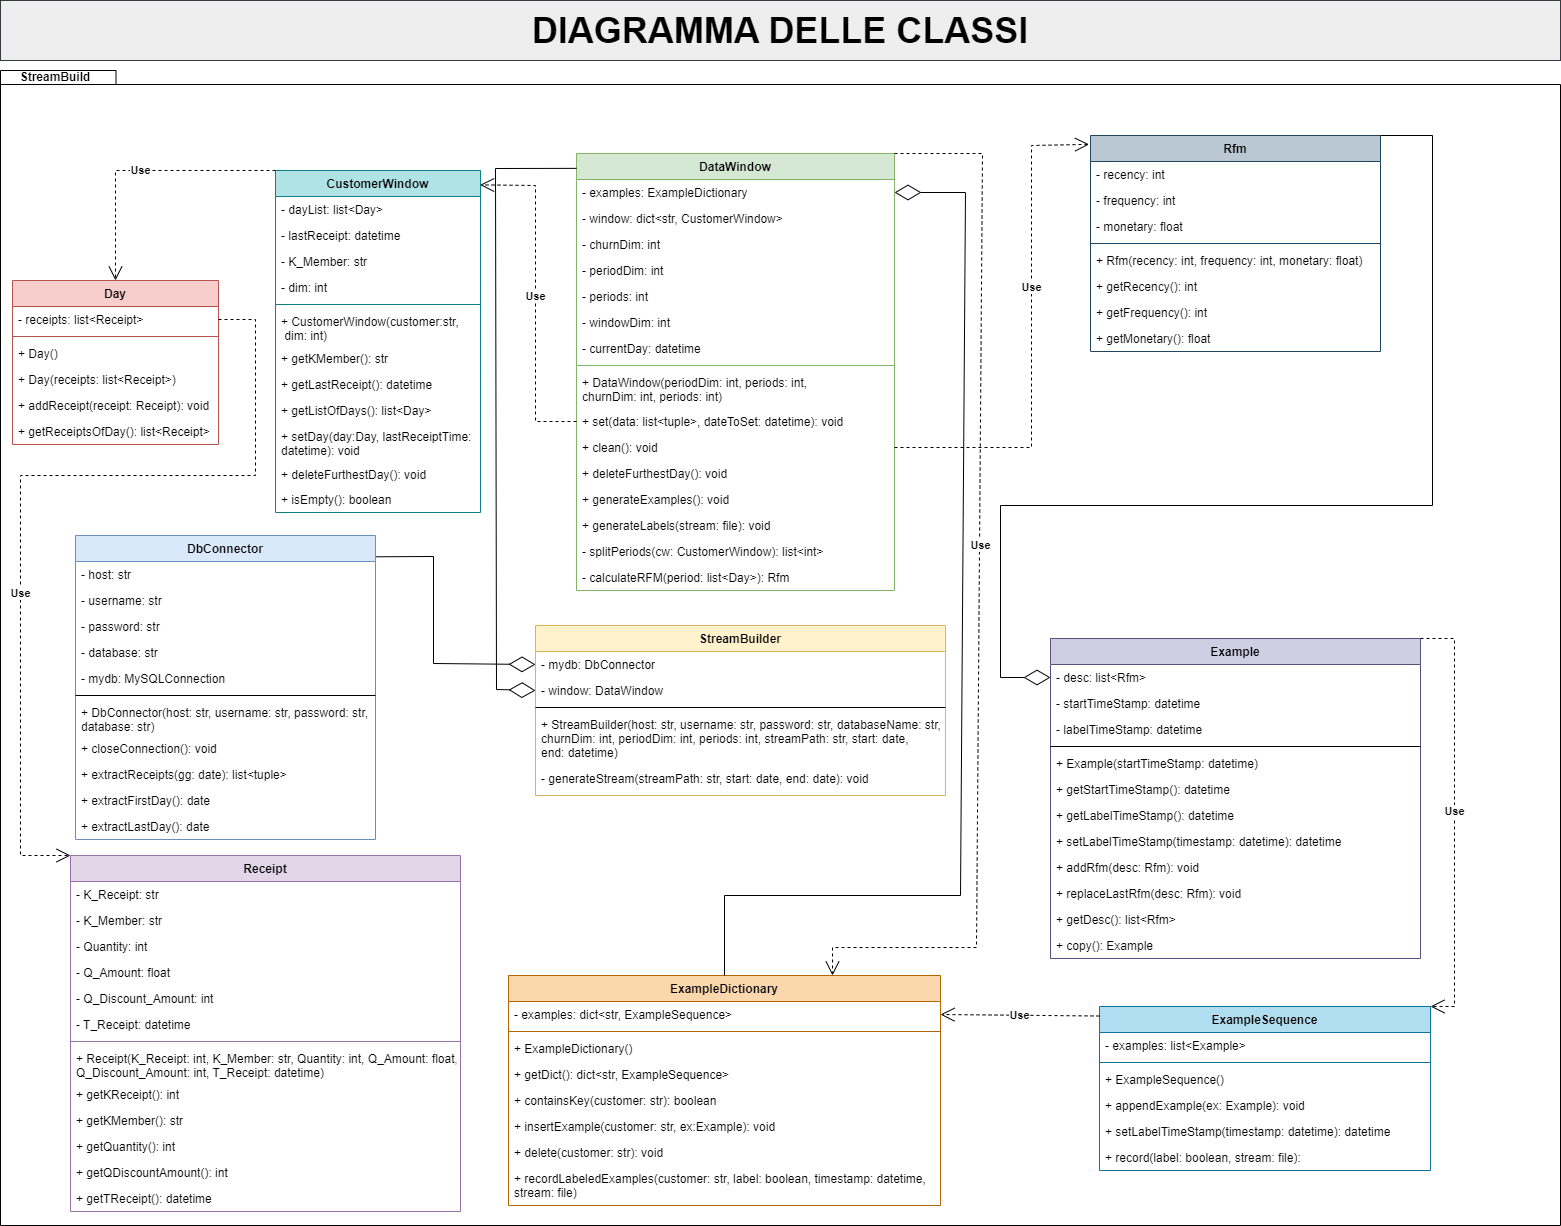 DIAGRAMMA DELLE CLASSI
StreamBuild
Use
CustomerWindow
- dayList: list<Day>
- lastReceipt: datetime
- K_Member: str
- dim: int
+ CustomerWindow(customer:str,
dim: int)
+ getKMember(): str
+ getLastReceipt(): datetime
+ getListOfDays(): list<Day>
+ setDay(day:Day, lastReceiptTime:
datetime): void
+ deleteFurthestDay(): void
+ isEmpty(): boolean
Day
- receipts: list<Receipt>
+ Day()
+ Day(receipts: list<Receipt>)
+ addReceipt(receipt: Receipt): void
+ getReceiptsOfDay(): list<Receipt>
Use
DataWindow
- examples: ExampleDictionary
- window: dict<str, CustomerWindow>
- churnDim: int
- periodDim: int
- periods: int
- windowDim: int
- currentDay: datetime
+ DataWindow(periodDim: int, periods: int,
churnDim: int, periods: int)
+ set(data: list<tuple>, dateToSet: datetime): void
+ clean(): void
+ deleteFurthestDay(): void
+ generateExamples(): void
+ generateLabels(stream: file): void
- splitPeriods(cw: CustomerWindow): list<int>
- calculateRFM(period: list<Day>): Rfm
Use
Rfm
- recency: int
- frequency: int
- monetary: float
+ Rfm(recency: int, frequency: int, monetary: float)
+ getRecency(): int
+ getFrequency(): int
+ getMonetary(): float
Use
Use
DbConnector
- host: str
- username: str
- password: str
- database: str
- mydb: MySQLConnection
+ DbConnector(host: str, username: str, password: str,
database: str)
+ closeConnection(): void
+ extractReceipts(gg: date): list<tuple>
+ extractFirstDay(): date
+ extractLastDay(): date
StreamBuilder
- mydb: DbConnector
- window: DataWindow
+ StreamBuilder(host: str, username: str, password: str, databaseName: str,
churnDim: int, periodDim: int, periods: int, streamPath: str, start: date,
end: datetime)
- generateStream(streamPath: str, start: date, end: date): void
Example
- desc: list<Rfm>
- startTimeStamp: datetime
- labelTimeStamp: datetime
+ Example(startTimeStamp: datetime)
+ getStartTimeStamp(): datetime
+ getLabelTimeStamp(): datetime
+ setLabelTimeStamp(timestamp: datetime): datetime
+ addRfm(desc: Rfm): void
+ replaceLastRfm(desc: Rfm): void
+ getDesc(): list<Rfm>
+ copy(): Example
Use
Receipt
- K_Receipt: str
- K_Member: str
- Quantity: int
- Q_Amount: float
- Q_Discount_Amount: int
- T_Receipt: datetime
+ Receipt(K_Receipt: int, K_Member: str, Quantity: int, Q_Amount: float,
Q_Discount_Amount: int, T_Receipt: datetime)
+ getKReceipt(): int
+ getKMember(): str
+ getQuantity(): int
+ getQDiscountAmount(): int
+ getTReceipt(): datetime
ExampleDictionary
- examples: dict<str, ExampleSequence>
+ ExampleDictionary()
+ getDict(): dict<str, ExampleSequence>
+ containsKey(customer: str): boolean
+ insertExample(customer: str, ex:Example): void
+ delete(customer: str): void
+ recordLabeledExamples(customer: str, label: boolean, timestamp: datetime,
stream: file)
Use
ExampleSequence
- examples: list<Example>
+ ExampleSequence()
+ appendExample(ex: Example): void
+ setLabelTimeStamp(timestamp: datetime): datetime
+ record(label: boolean, stream: file):